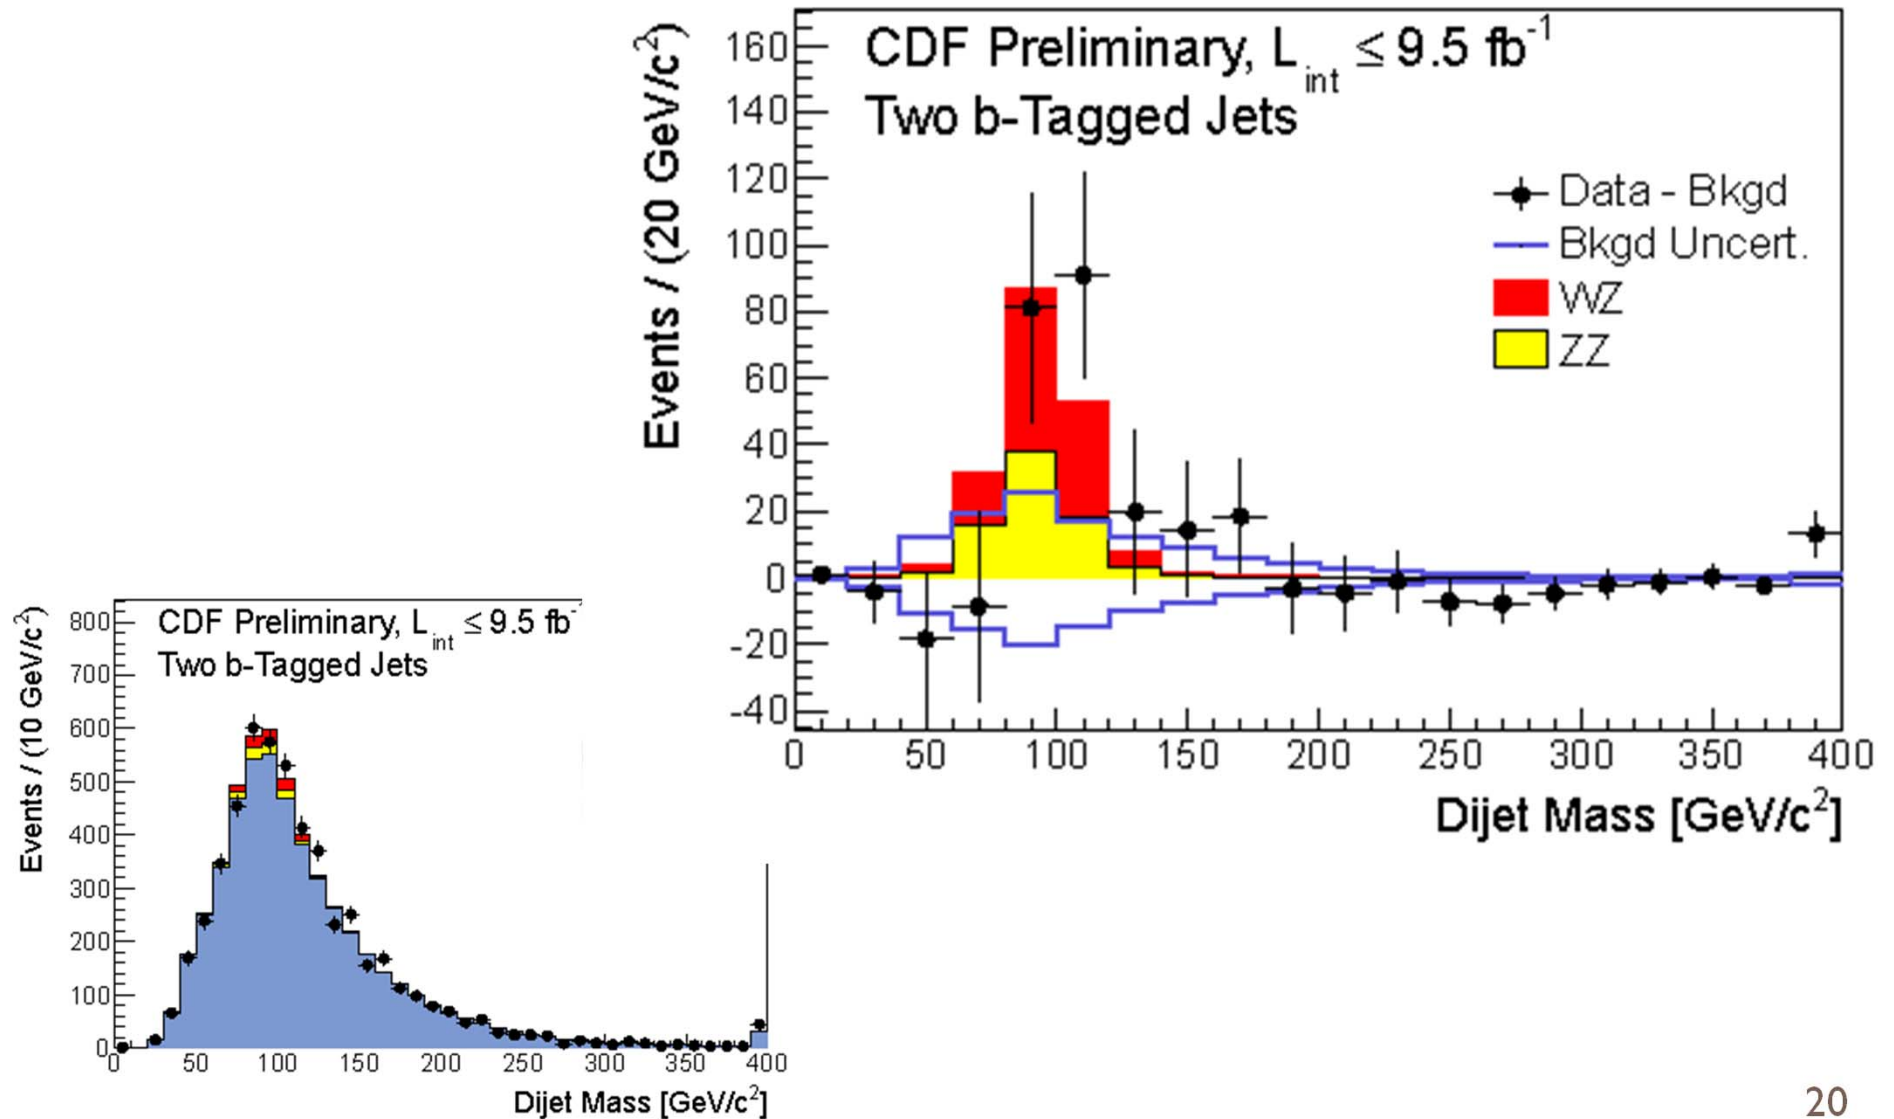 CDF Preliminary, Lint ≤ 9.5 fb-1
Two b-Tagged Jets
Data - Bkgd
Bkgd Uncert.
WZ
ZZ
Events / (20 GeV/c2)
160
140
120
100
80
60
40
20
0
-20
-40
0 50 100 150 200 250 300 350 400
Dijet Mass [GeV/c2]
CDF Preliminary, Lint ≤ 9.5 fb-
Two b-Tagged Jets
Events / (10 GeV/c2)
800
700
600
500
400
300
200
100
0
0 50 100 150 200 250 300 350 400
Dijet Mass [GeV/c2]
20